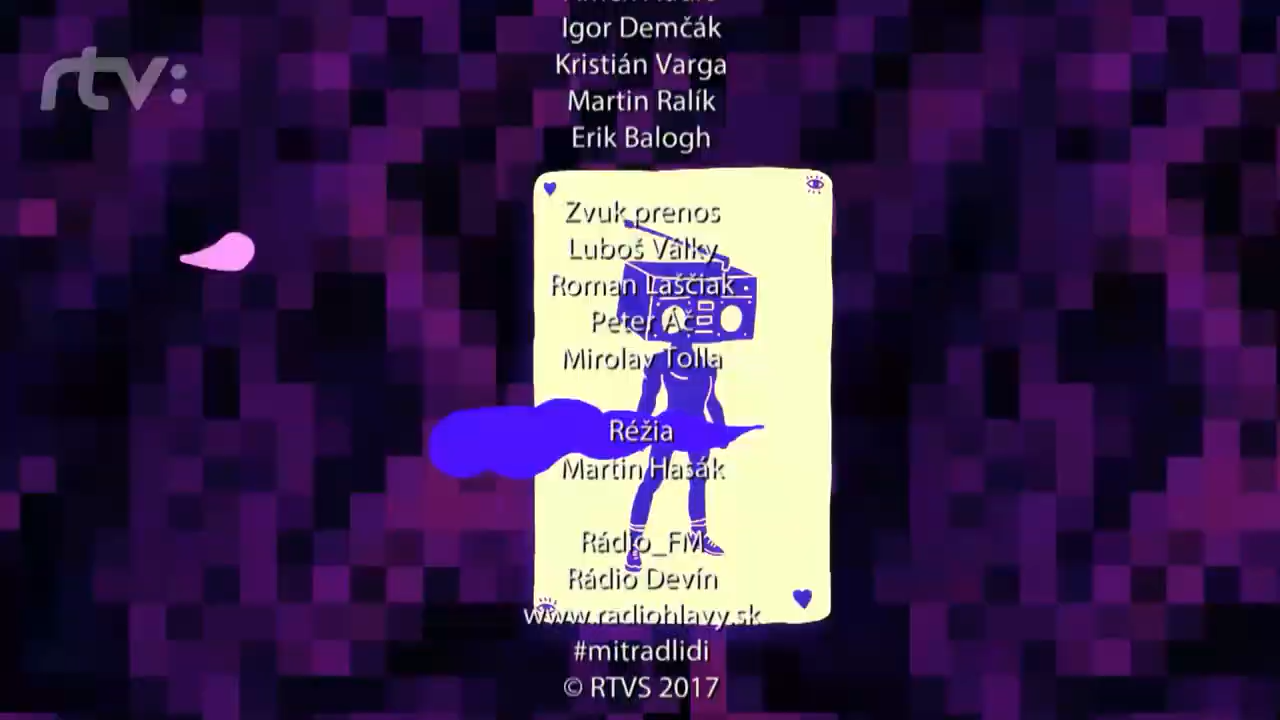 rtv:
Igor Demčák
Kristián Varga
Martin Ralík
Erik Balogh
Zvuk prenos
Luboš Války
Roman Laščiak
Peter Áč
Mirolav Tolla
Réžia
Martin Hasák
Rádio_FM
Rádio Devín
www.radiohlavy.sk
#mitradlidi
© RTVS 2017